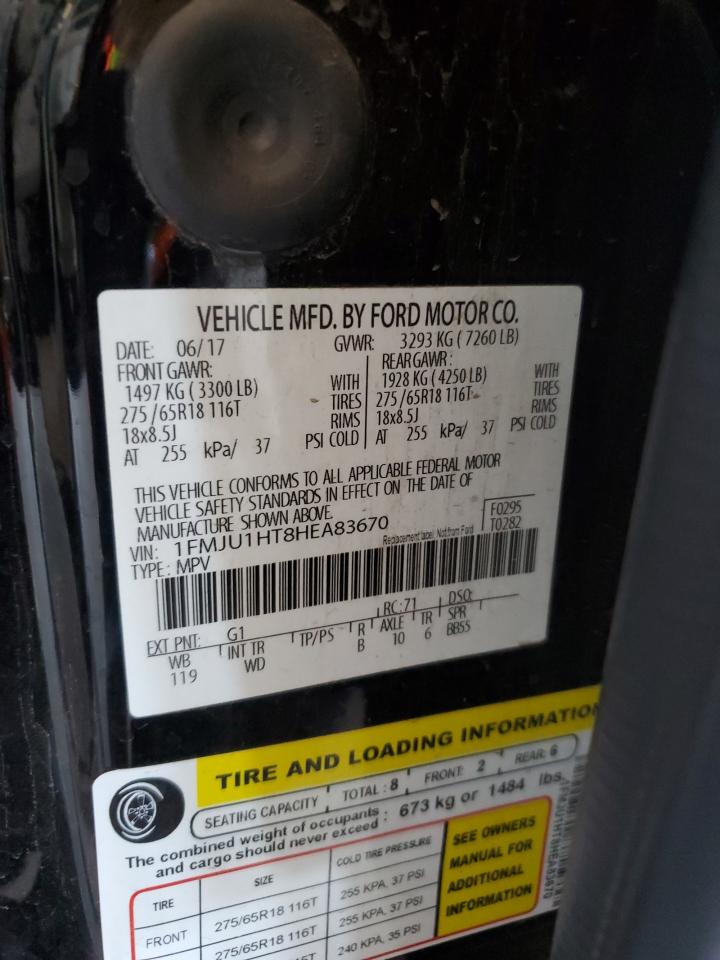 VEHICLE MFD. BY FORD MOTOR CO.
DATE: 06/17 GVWR: 3293 KG ( 7260 LB)
FRONT GAWR: REAR GAWR:
1497 KG ( 3300 LB) WITH 1928 KG ( 4250 LB) WITH
275/65R18 116T TIRES 275/65R18 116T TIRES
18x8.5J RIMS 18x8.5J RIMS
AT 255 kPa/ 37 PSI COLD AT 255 kPa/ 37 PSI COLD
THIS VEHICLE CONFORMS TO ALL APPLICABLE FEDERAL MOTOR
VEHICLE SAFETY STANDARDS IN EFFECT ON THE DATE OF
MANUFACTURE SHOWN ABOVE.
F0295
T0282
VIN: 1FMJU1HT8HEA83670
Replacement label, Not from Ford
TYPE: MPV
EXT PNT: G1 RC: 71 DSO:
WB INT TR TP/PS R AXLE TR SPR
119 WD B 10 6 BB55
TIRE AND LOADING INFORMATION
SEATING CAPACITY TOTAL : 8 FRONT: 2 REAR: 6
The combined weight of occupants
and cargo should never exceed : 673 kg or 1484 lbs.
TIRE SIZE COLD TIRE PRESSURE
FRONT 275/65R18 116T 255 KPA, 37 PSI
275/65R18 116T 255 KPA, 37 PSI
240 KPA, 35 PSI
SEE OWNERS
MANUAL FOR
ADDITIONAL
INFORMATION